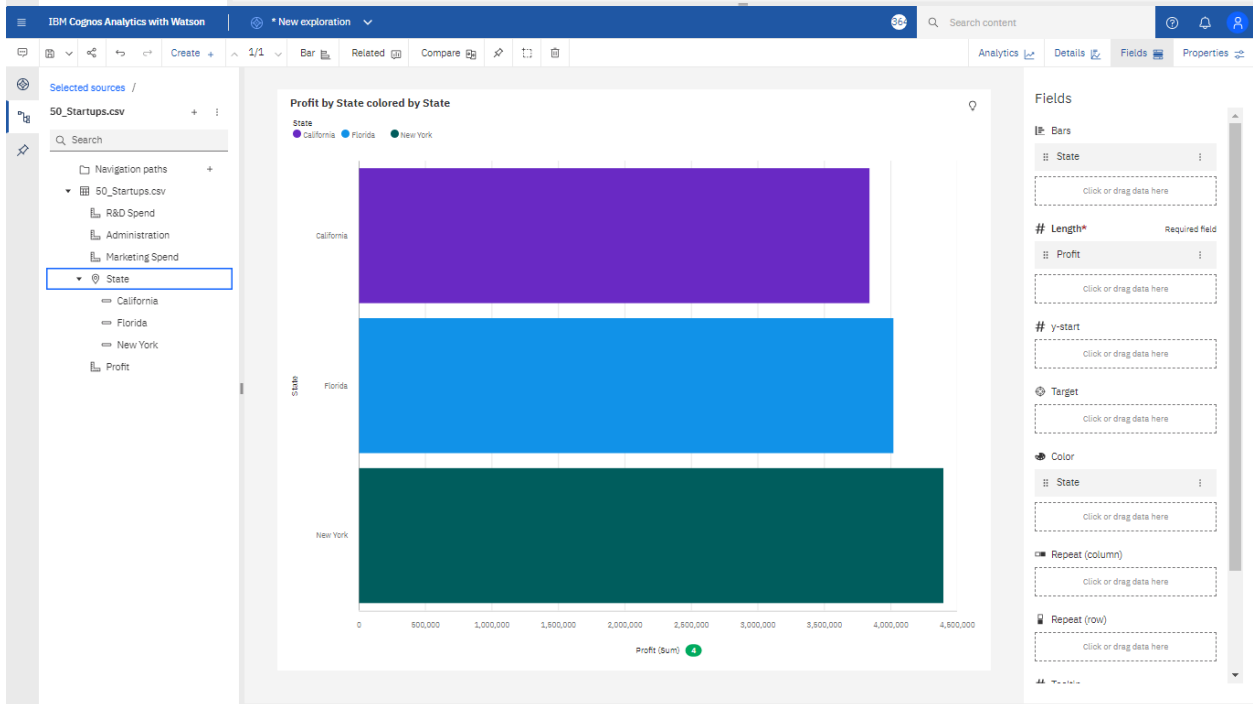 IBM Cognos Analytics with Watson
* New exploration
364
Search content
Create +
1/1
Bar
Related
Compare
Analytics
Details
Fields
Properties
Selected sources /
50_Startups.csv
Search
Navigation paths
50_Startups.csv
R&D Spend
Administration
Marketing Spend
State
California
Florida
New York
Profit
Profit by State colored by State
State
California
Florida
New York
California
Florida
New York
State
0
500,000
1,000,000
1,500,000
2,000,000
2,500,000
3,000,000
3,500,000
4,000,000
4,500,000
Profit (Sum) 4
Fields
Bars
State
Click or drag data here
# Length* Required field
Profit
Click or drag data here
# y-start
Click or drag data here
Target
Click or drag data here
Color
State
Click or drag data here
Repeat (column)
Click or drag data here
Repeat (row)
Click or drag data here